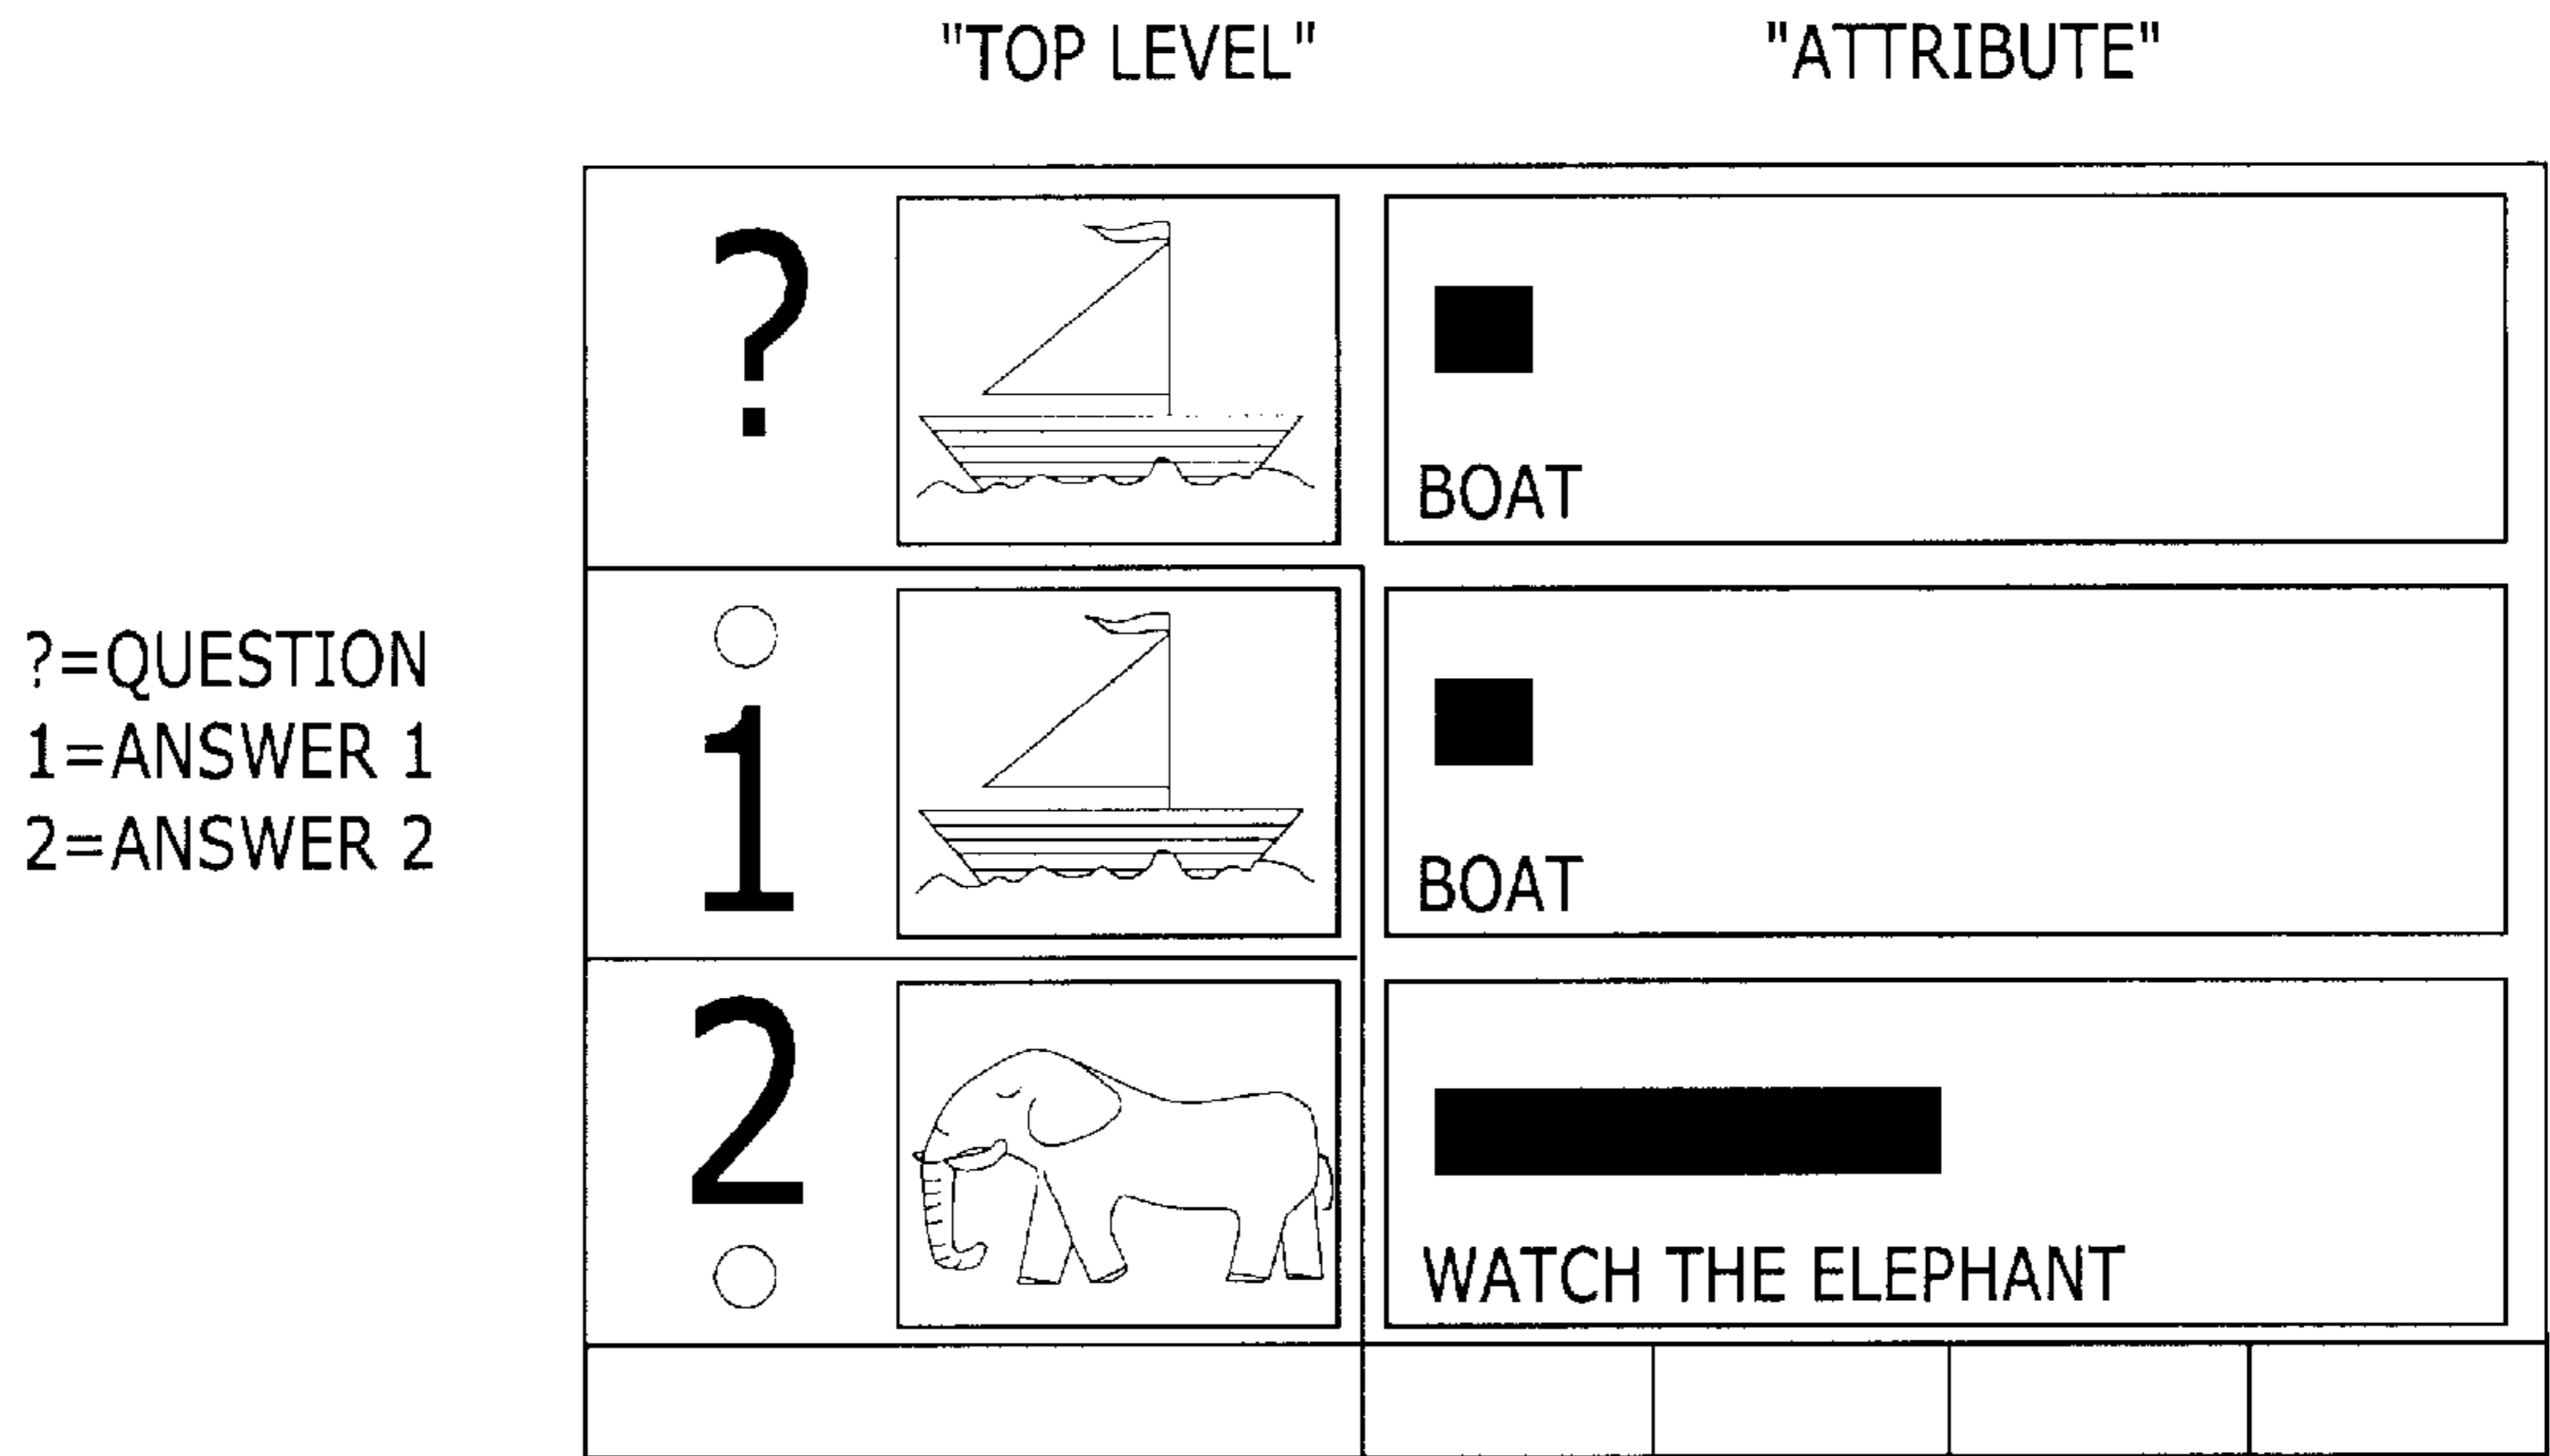 "TOP LEVEL" "ATTRIBUTE"
?
BOAT
?=QUESTION
1=ANSWER 1
2=ANSWER 2
1
BOAT
2
WATCH THE ELEPHANT